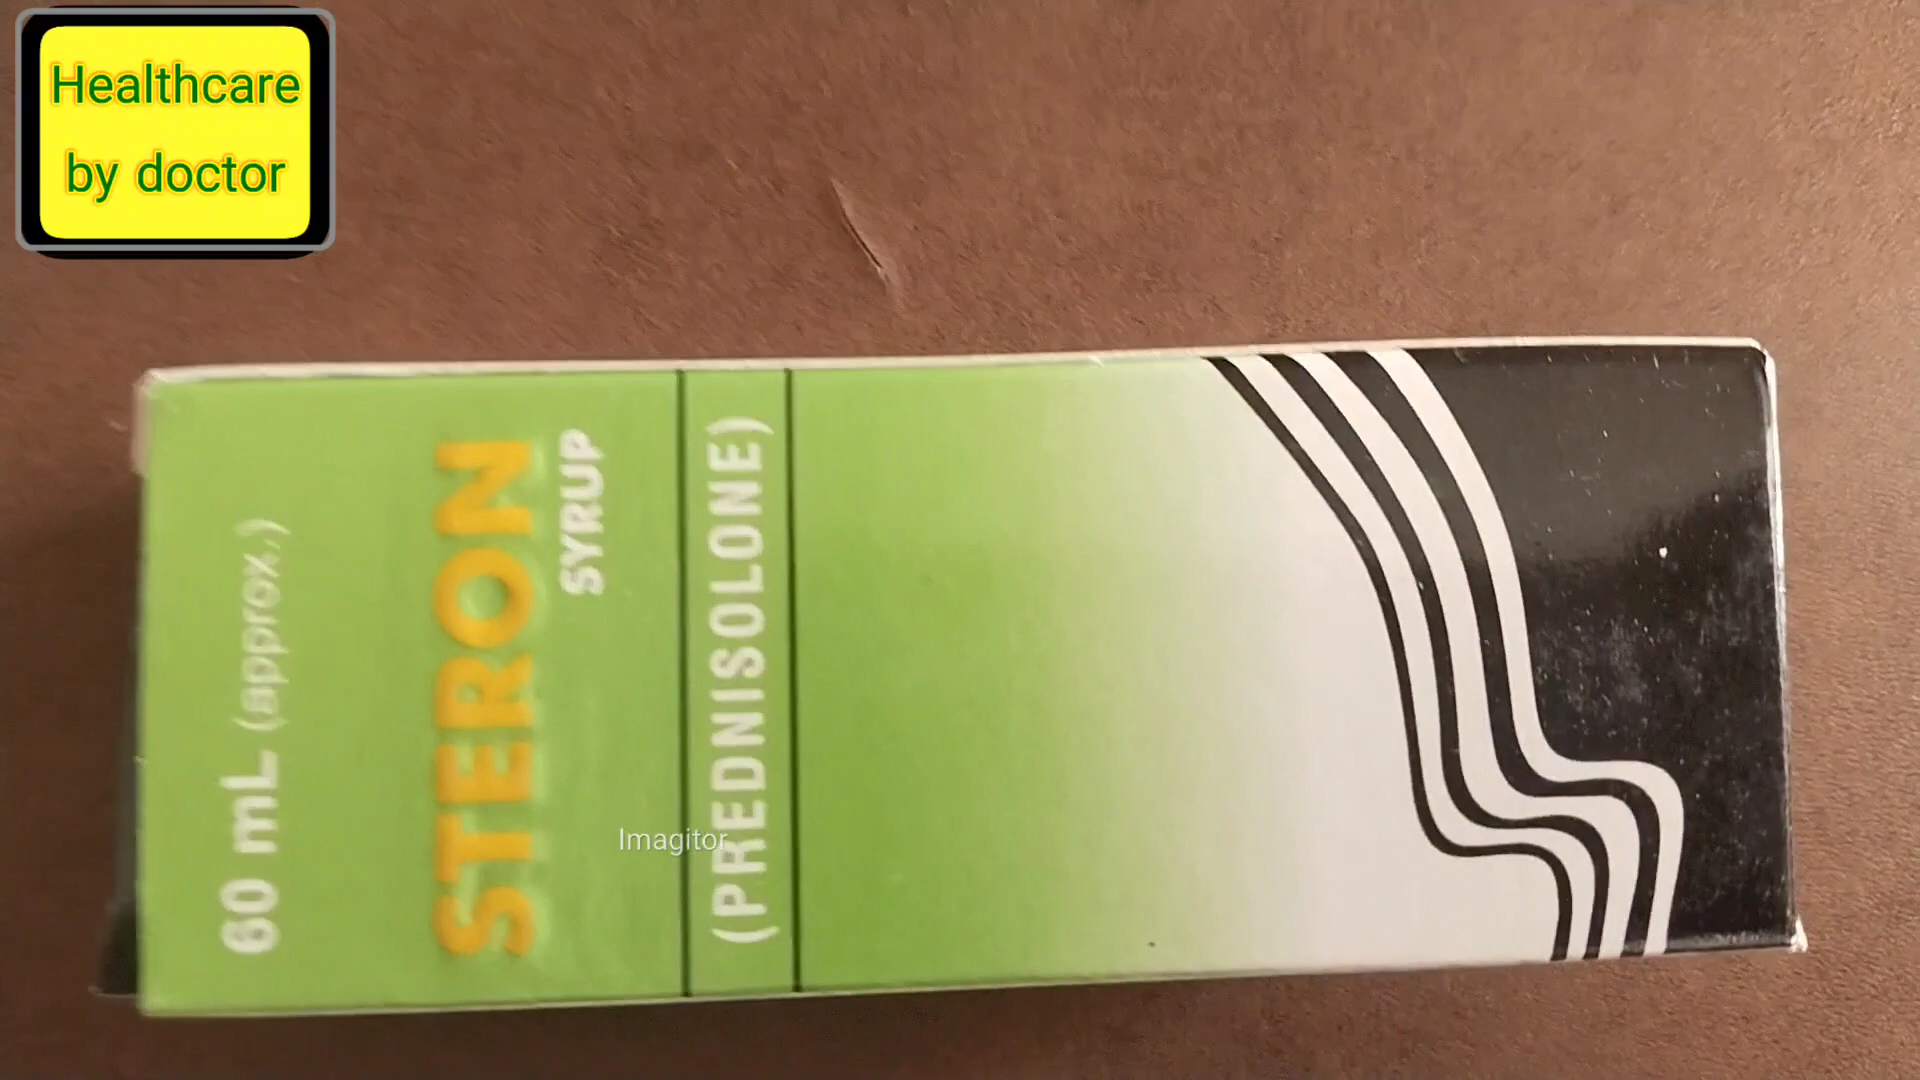 Healthcare
by doctor
60 mL (approx.)
STERON
SYRUP
(PREDNISOLONE)
Imagitor